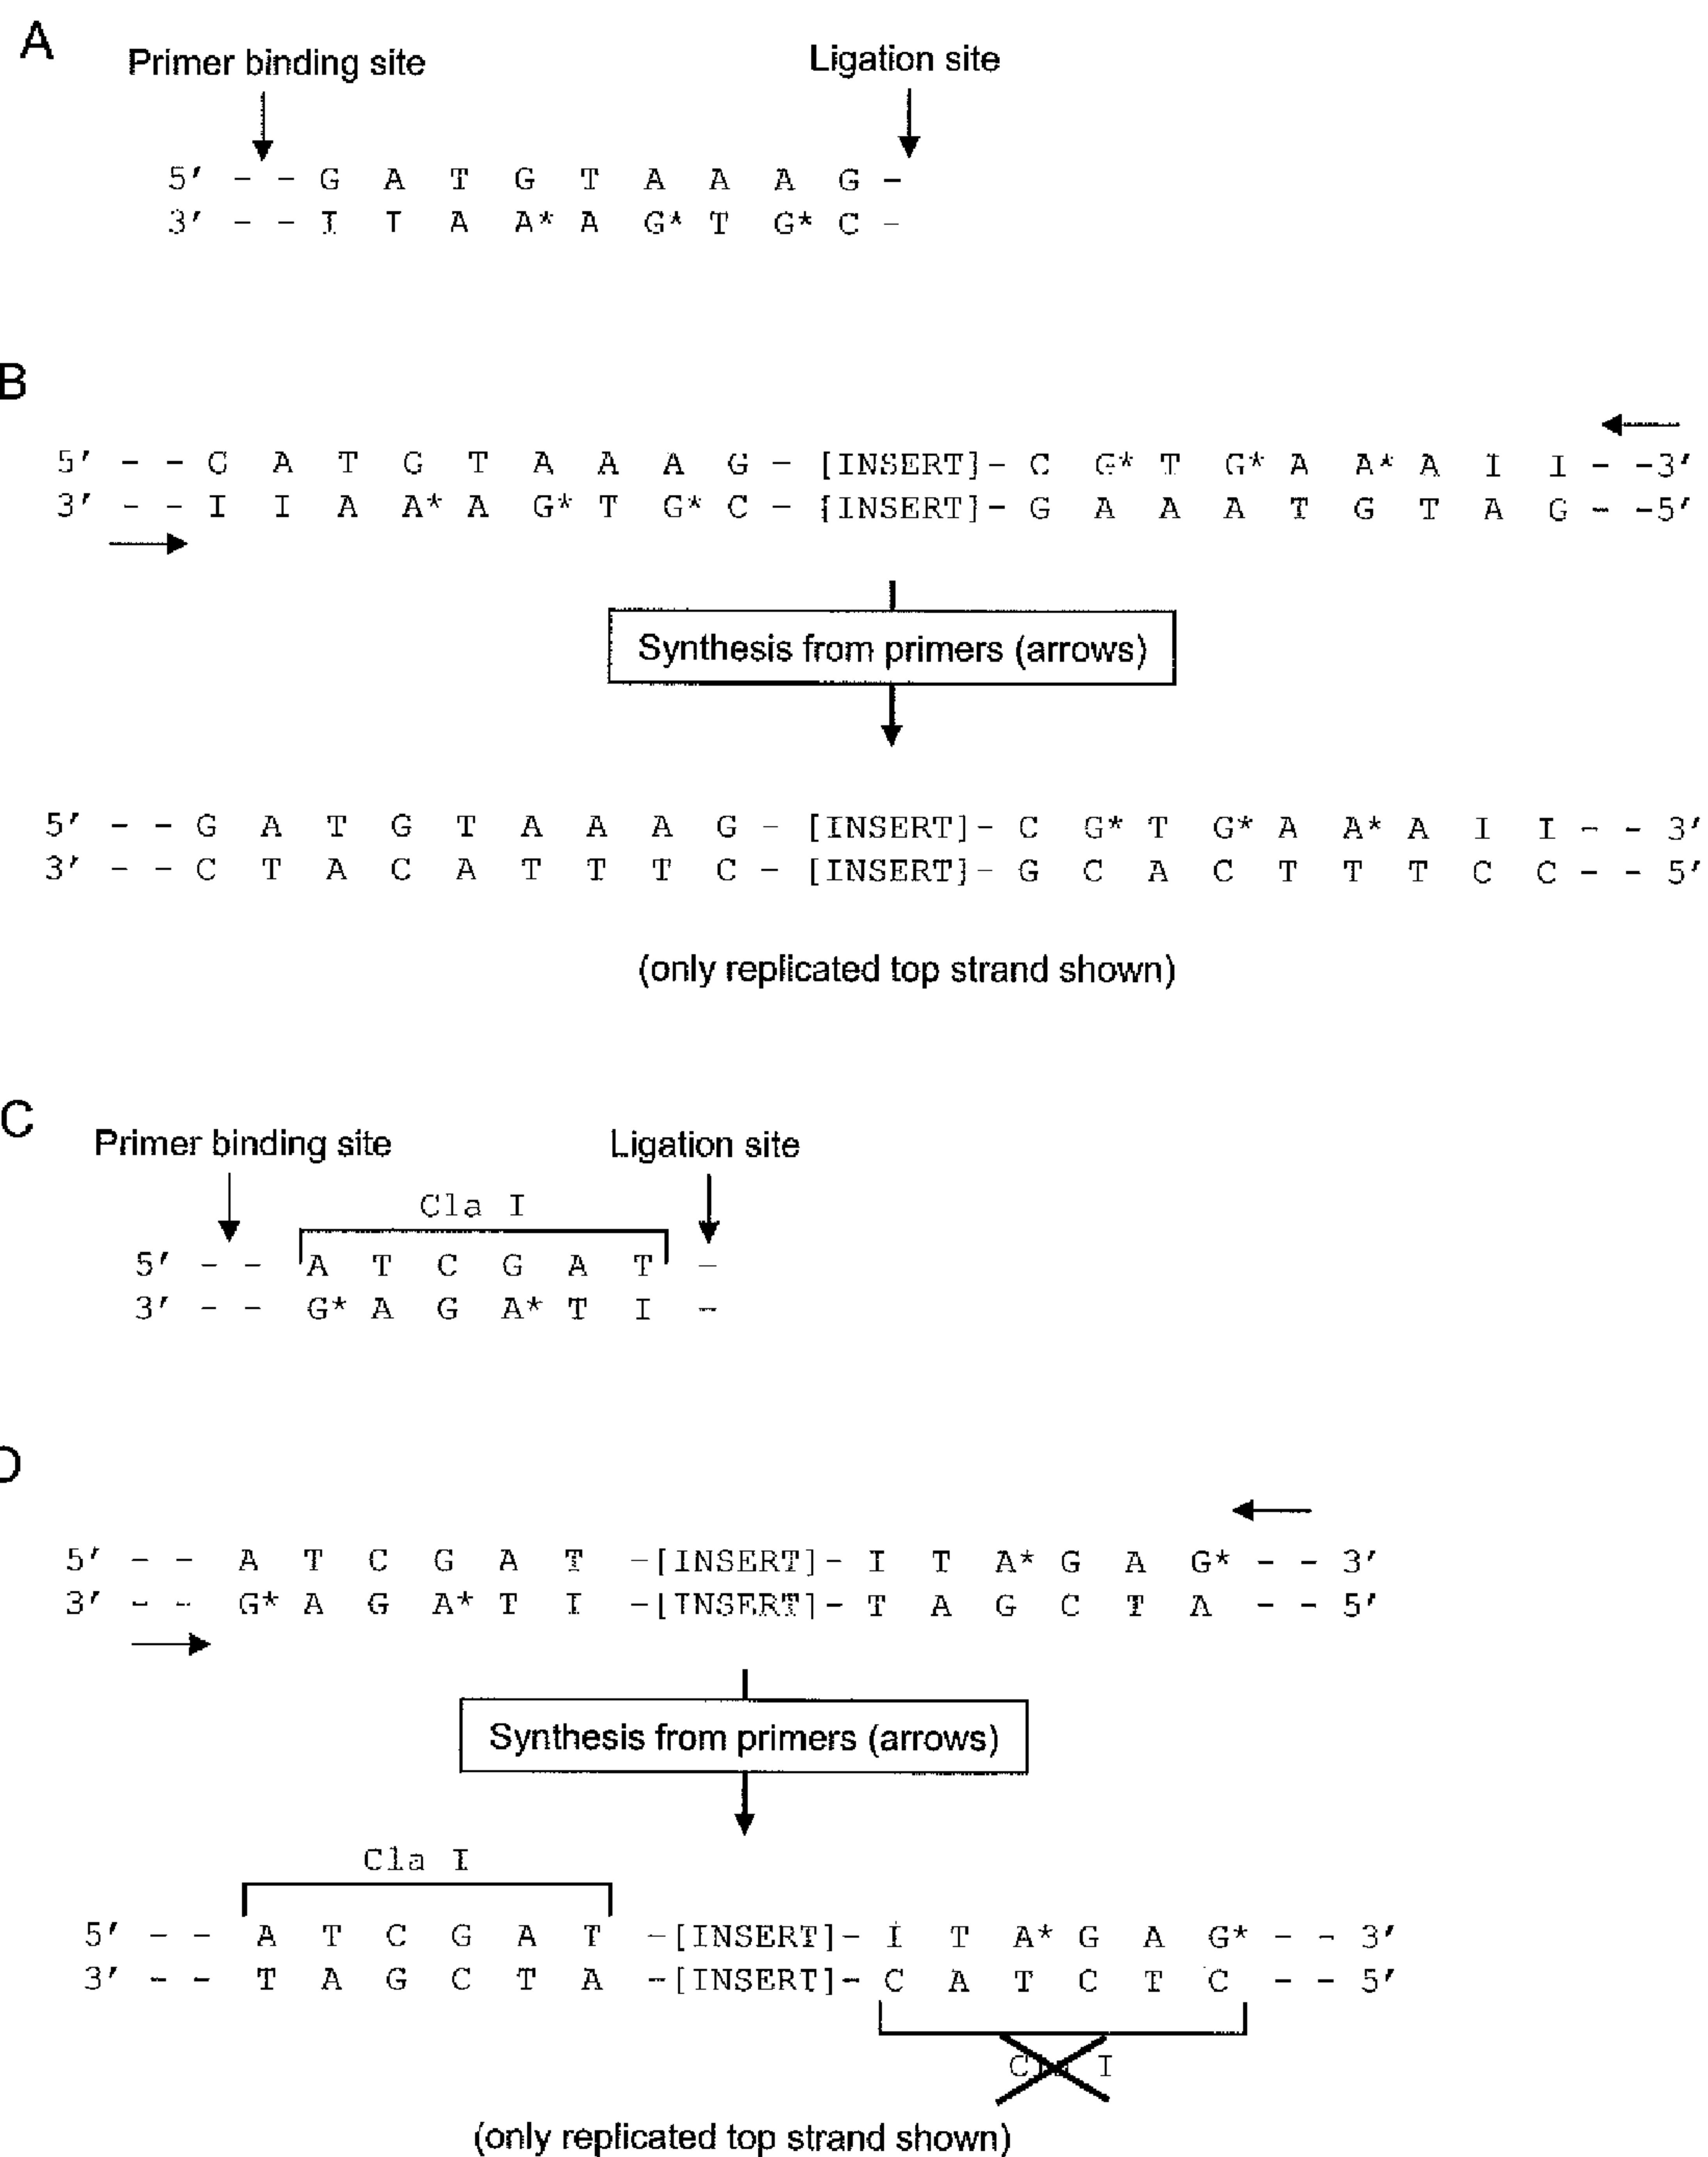 A
Primer binding site Ligation site
5′ - - G A T G T A A A G -
3′ - - I T A A* A G* T G* C -
B
5′ - - G A T G T A A A G - [INSERT]- C G* T G* A A* A I I - -3′
3′ - - I I A A* A G* T G* C - [INSERT]- G A A A T G T A G - -5′
Synthesis from primers (arrows)
5′ - - G A T G T A A A G - [INSERT]- C G* T G* A A* A I I - - 3′
3′ - - C T A C A T T T C - [INSERT]- G C A C T T T C C - - 5′
(only replicated top strand shown)
C
Primer binding site Ligation site
Cla I
5′ - - A T C G A T -
3′ - - G* A G A* T I -
D
5′ - - A T C G A T -[INSERT]- I T A* G A G* - - 3′
3′ - - G* A G A* T I -[INSERT]- T A G C T A - - 5′
Synthesis from primers (arrows)
Cla I
5′ - - A T C G A T -[INSERT]- I T A* G A G* - - 3′
3′ - - T A G C T A -[INSERT]- C A T C T C - - 5′
Cla I
(only replicated top strand shown)